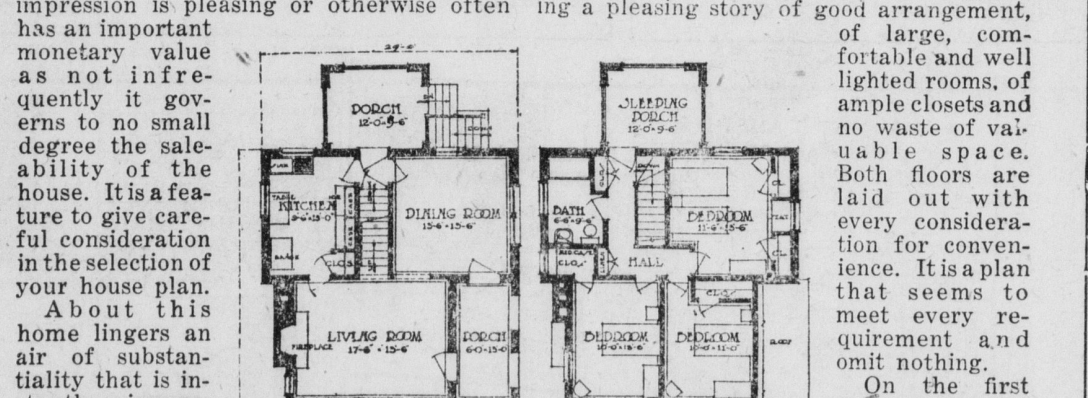 impression is pleasing or otherwise often
has an important
monetary value
as not infre-
quently it gov-
erns to no small
degree the sale-
ability of the
house. It is a fea-
ture to give care-
ful consideration
in the selection of
your house plan.
About this
home lingers an
air of substan-
tiality that is in-
PORCH
12'-0"·9'-6"
KITCHEN
DINING ROOM
15'-6"·13'-6"
CLOS.
LIVING ROOM
17'-6"·15'-6"
FIREPLACE
PORCH
6'-0"·15'-0"
SLEEPING
PORCH
12'-0"·9'-6"
BATH
BEDROOM
HALL
BEDROOM
BEDROOM
ROOF
ing a pleasing story of good arrangement,
of large, com-
fortable and well
lighted rooms, of
ample closets and
no waste of val-
uable space.
Both floors are
laid out with
every considera-
tion for conven-
ience. It is a plan
that seems to
meet every re-
quirement and
omit nothing.
On the first